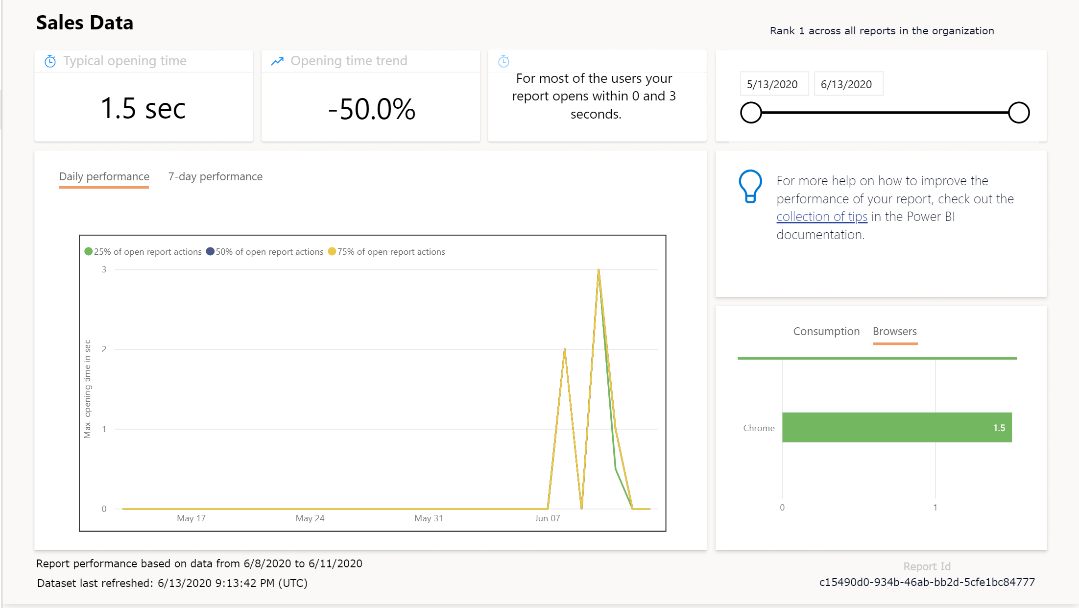 Sales Data
Rank 1 across all reports in the organization
Typical opening time
1.5 sec
Opening time trend
-50.0%
For most of the users your
report opens within 0 and 3
seconds.
5/13/2020
6/13/2020
Daily performance
7-day performance
25% of open report actions
50% of open report actions
75% of open report actions
Max. opening time in sec
3
2
1
0
May 17
May 24
May 31
Jun 07
For more help on how to improve the
performance of your report, check out the
collection of tips in the Power BI
documentation.
Consumption
Browsers
Chrome
1.5
0
1
Report performance based on data from 6/8/2020 to 6/11/2020
Dataset last refreshed: 6/13/2020 9:13:42 PM (UTC)
Report Id
c15490d0-934b-46ab-bb2d-5cfe1bc84777